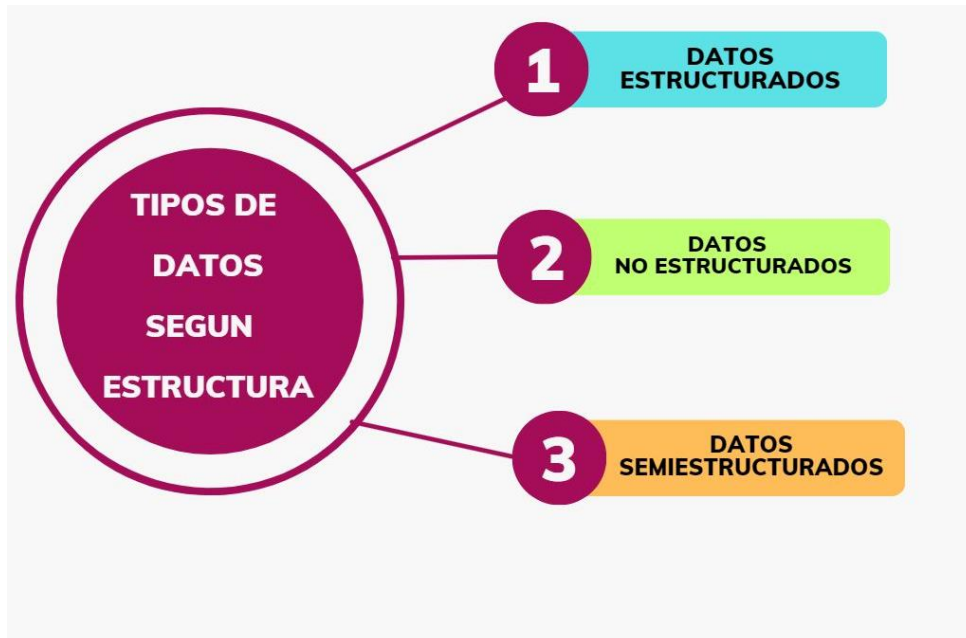 TIPOS DE
DATOS
SEGUN
ESTRUCTURA
1
DATOS
ESTRUCTURADOS
2
DATOS
NO ESTRUCTURADOS
3
DATOS
SEMIESTRUCTURADOS